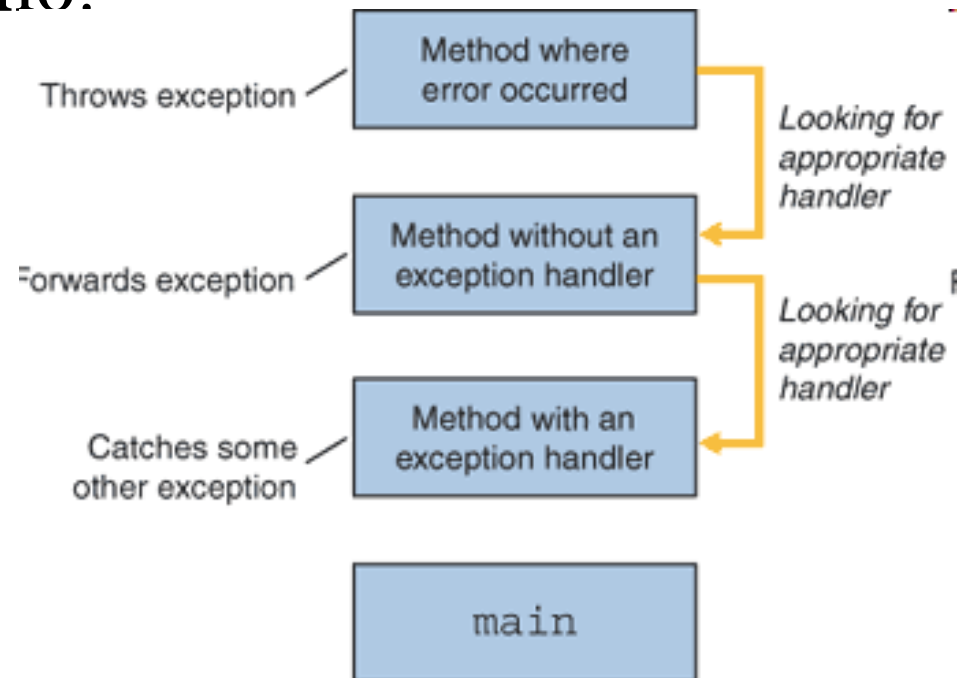 Method where
error occurred
Throws exception
Looking for
appropriate
handler
Method without an
exception handler
Forwards exception
Looking for
appropriate
handler
Method with an
exception handler
Catches some
other exception
main